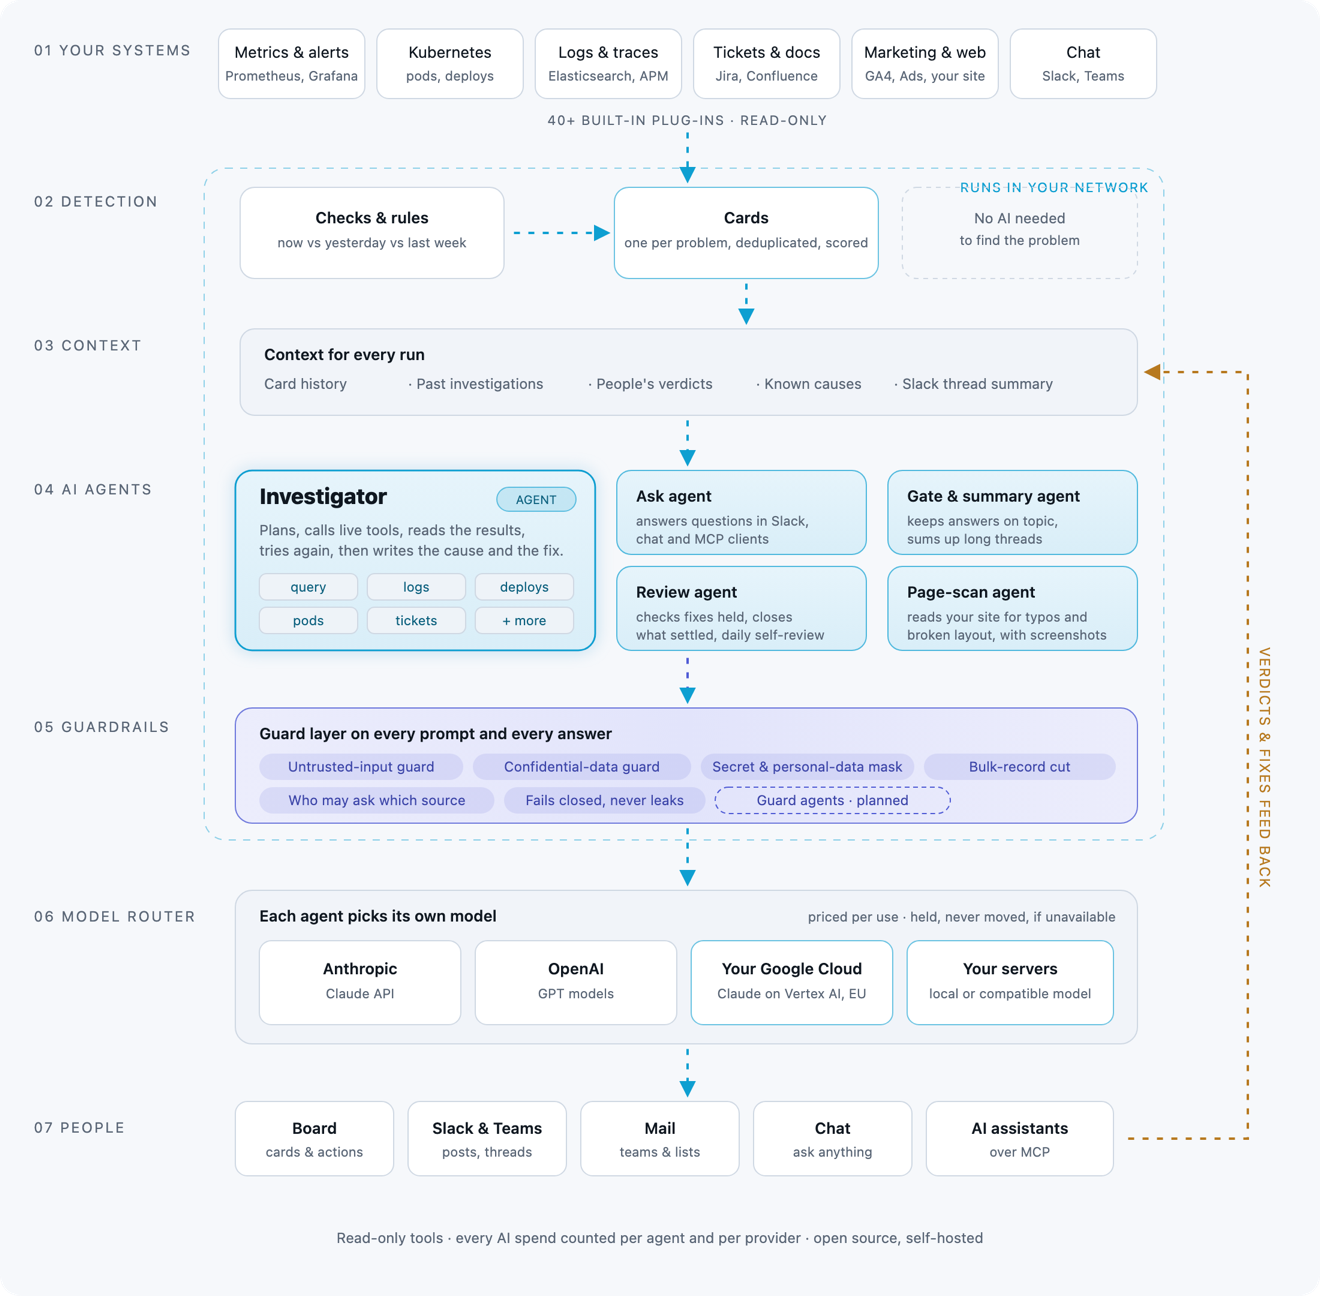 01 YOUR SYSTEMS
Metrics & alerts
Prometheus, Grafana
Kubernetes
pods, deploys
Logs & traces
Elasticsearch, APM
Tickets & docs
Jira, Confluence
Marketing & web
GA4, Ads, your site
Chat
Slack, Teams
40+ BUILT-IN PLUG-INS · READ-ONLY
RUNS IN YOUR NETWORK
02 DETECTION
Checks & rules
now vs yesterday vs last week
Cards
one per problem, deduplicated, scored
No AI needed
to find the problem
03 CONTEXT
Context for every run
Card history · Past investigations · People's verdicts · Known causes · Slack thread summary
04 AI AGENTS
Investigator
AGENT
Plans, calls live tools, reads the results,
tries again, then writes the cause and the fix.
query
logs
deploys
pods
tickets
+ more
Ask agent
answers questions in Slack,
chat and MCP clients
Gate & summary agent
keeps answers on topic,
sums up long threads
Review agent
checks fixes held, closes
what settled, daily self-review
Page-scan agent
reads your site for typos and
broken layout, with screenshots
05 GUARDRAILS
Guard layer on every prompt and every answer
Untrusted-input guard
Confidential-data guard
Secret & personal-data mask
Bulk-record cut
Who may ask which source
Fails closed, never leaks
Guard agents · planned
VERDICTS & FIXES FEED BACK
06 MODEL ROUTER
Each agent picks its own model
priced per use · held, never moved, if unavailable
Anthropic
Claude API
OpenAI
GPT models
Your Google Cloud
Claude on Vertex AI, EU
Your servers
local or compatible model
07 PEOPLE
Board
cards & actions
Slack & Teams
posts, threads
Mail
teams & lists
Chat
ask anything
AI assistants
over MCP
Read-only tools · every AI spend counted per agent and per provider · open source, self-hosted